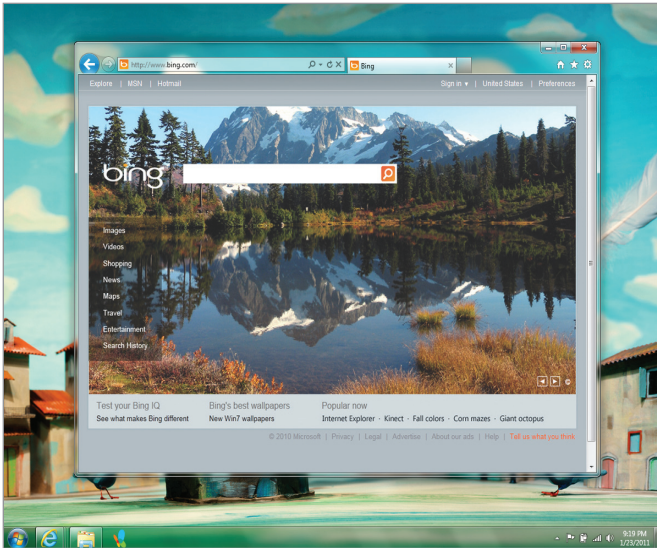 http://www.bing.com/
Bing
Explore | MSN | Hotmail
Sign in | United States | Preferences
bing
Images
Videos
Shopping
News
Maps
Travel
Entertainment
Search History
Test your Bing IQ
See what makes Bing different
Bing's best wallpapers
New Win7 wallpapers
Popular now
Internet Explorer · Kinect · Fall colors · Corn mazes · Giant octopus
© 2010 Microsoft | Privacy | Legal | Advertise | About our ads | Help | Tell us what you think
9:19 PM
1/23/2011